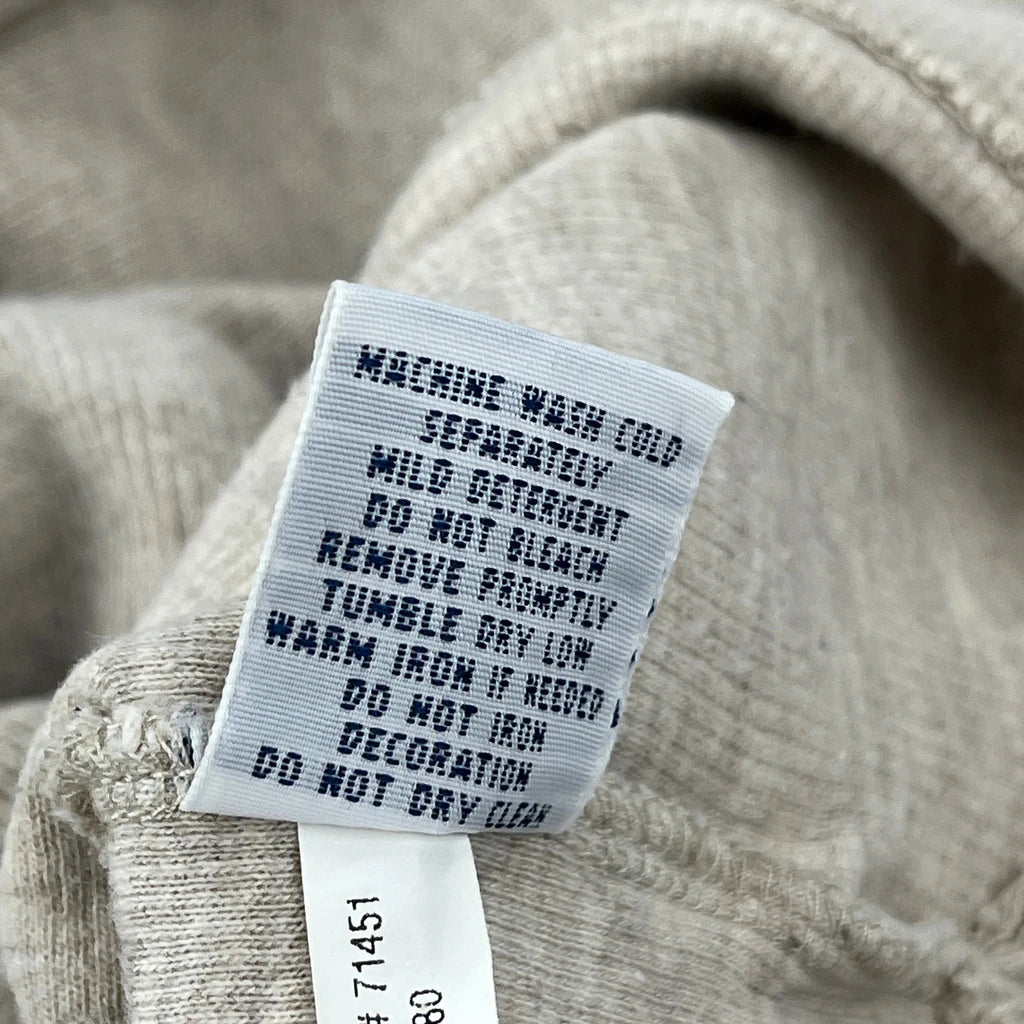 MACHINE WASH COLD
SEPARATELY
MILD DETERGENT
DO NOT BLEACH
REMOVE PROMPTLY
TUMBLE DRY LOW
WARM IRON IF NEEDED
DO NOT IRON
DECORATION
DO NOT DRY CLEAN
# 71451
80